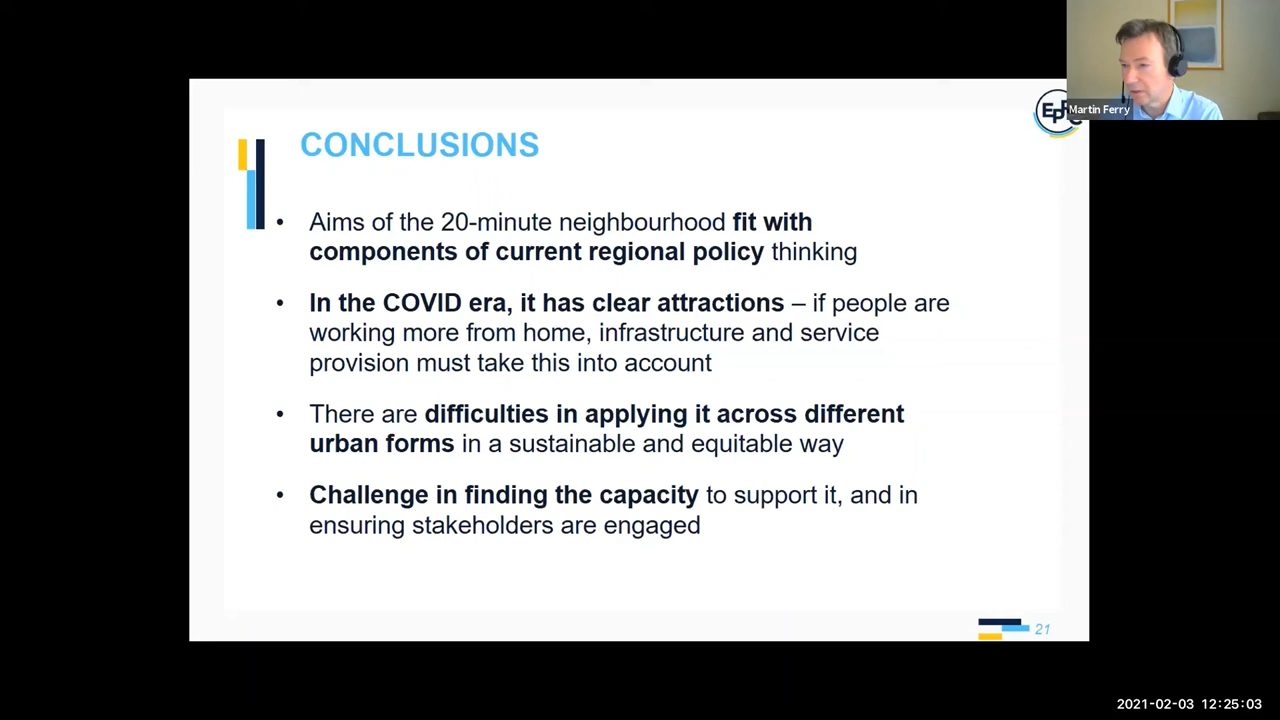 EP
Martin Ferry
CONCLUSIONS
• Aims of the 20-minute neighbourhood fit with
components of current regional policy thinking
• In the COVID era, it has clear attractions – if people are
working more from home, infrastructure and service
provision must take this into account
• There are difficulties in applying it across different
urban forms in a sustainable and equitable way
• Challenge in finding the capacity to support it, and in
ensuring stakeholders are engaged
21
2021-02-03 12:25:03